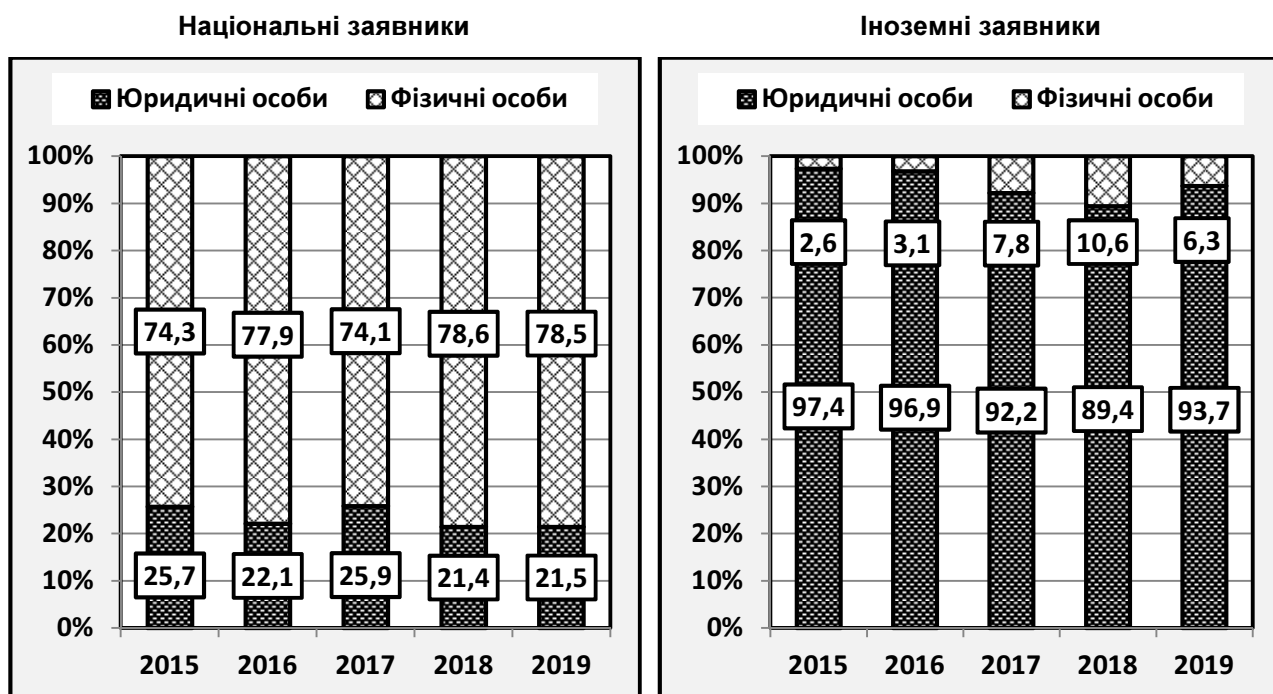 Національні заявники
Юридичні особи Фізичні особи
100%
90%
80%
70%
60%
50%
40%
30%
20%
10%
0%
74,3 77,9 74,1 78,6 78,5
25,7 22,1 25,9 21,4 21,5
2015 2016 2017 2018 2019
Іноземні заявники
Юридичні особи Фізичні особи
100%
90%
80%
70%
60%
50%
40%
30%
20%
10%
0%
2,6 3,1 7,8 10,6 6,3
97,4 96,9 92,2 89,4 93,7
2015 2016 2017 2018 2019